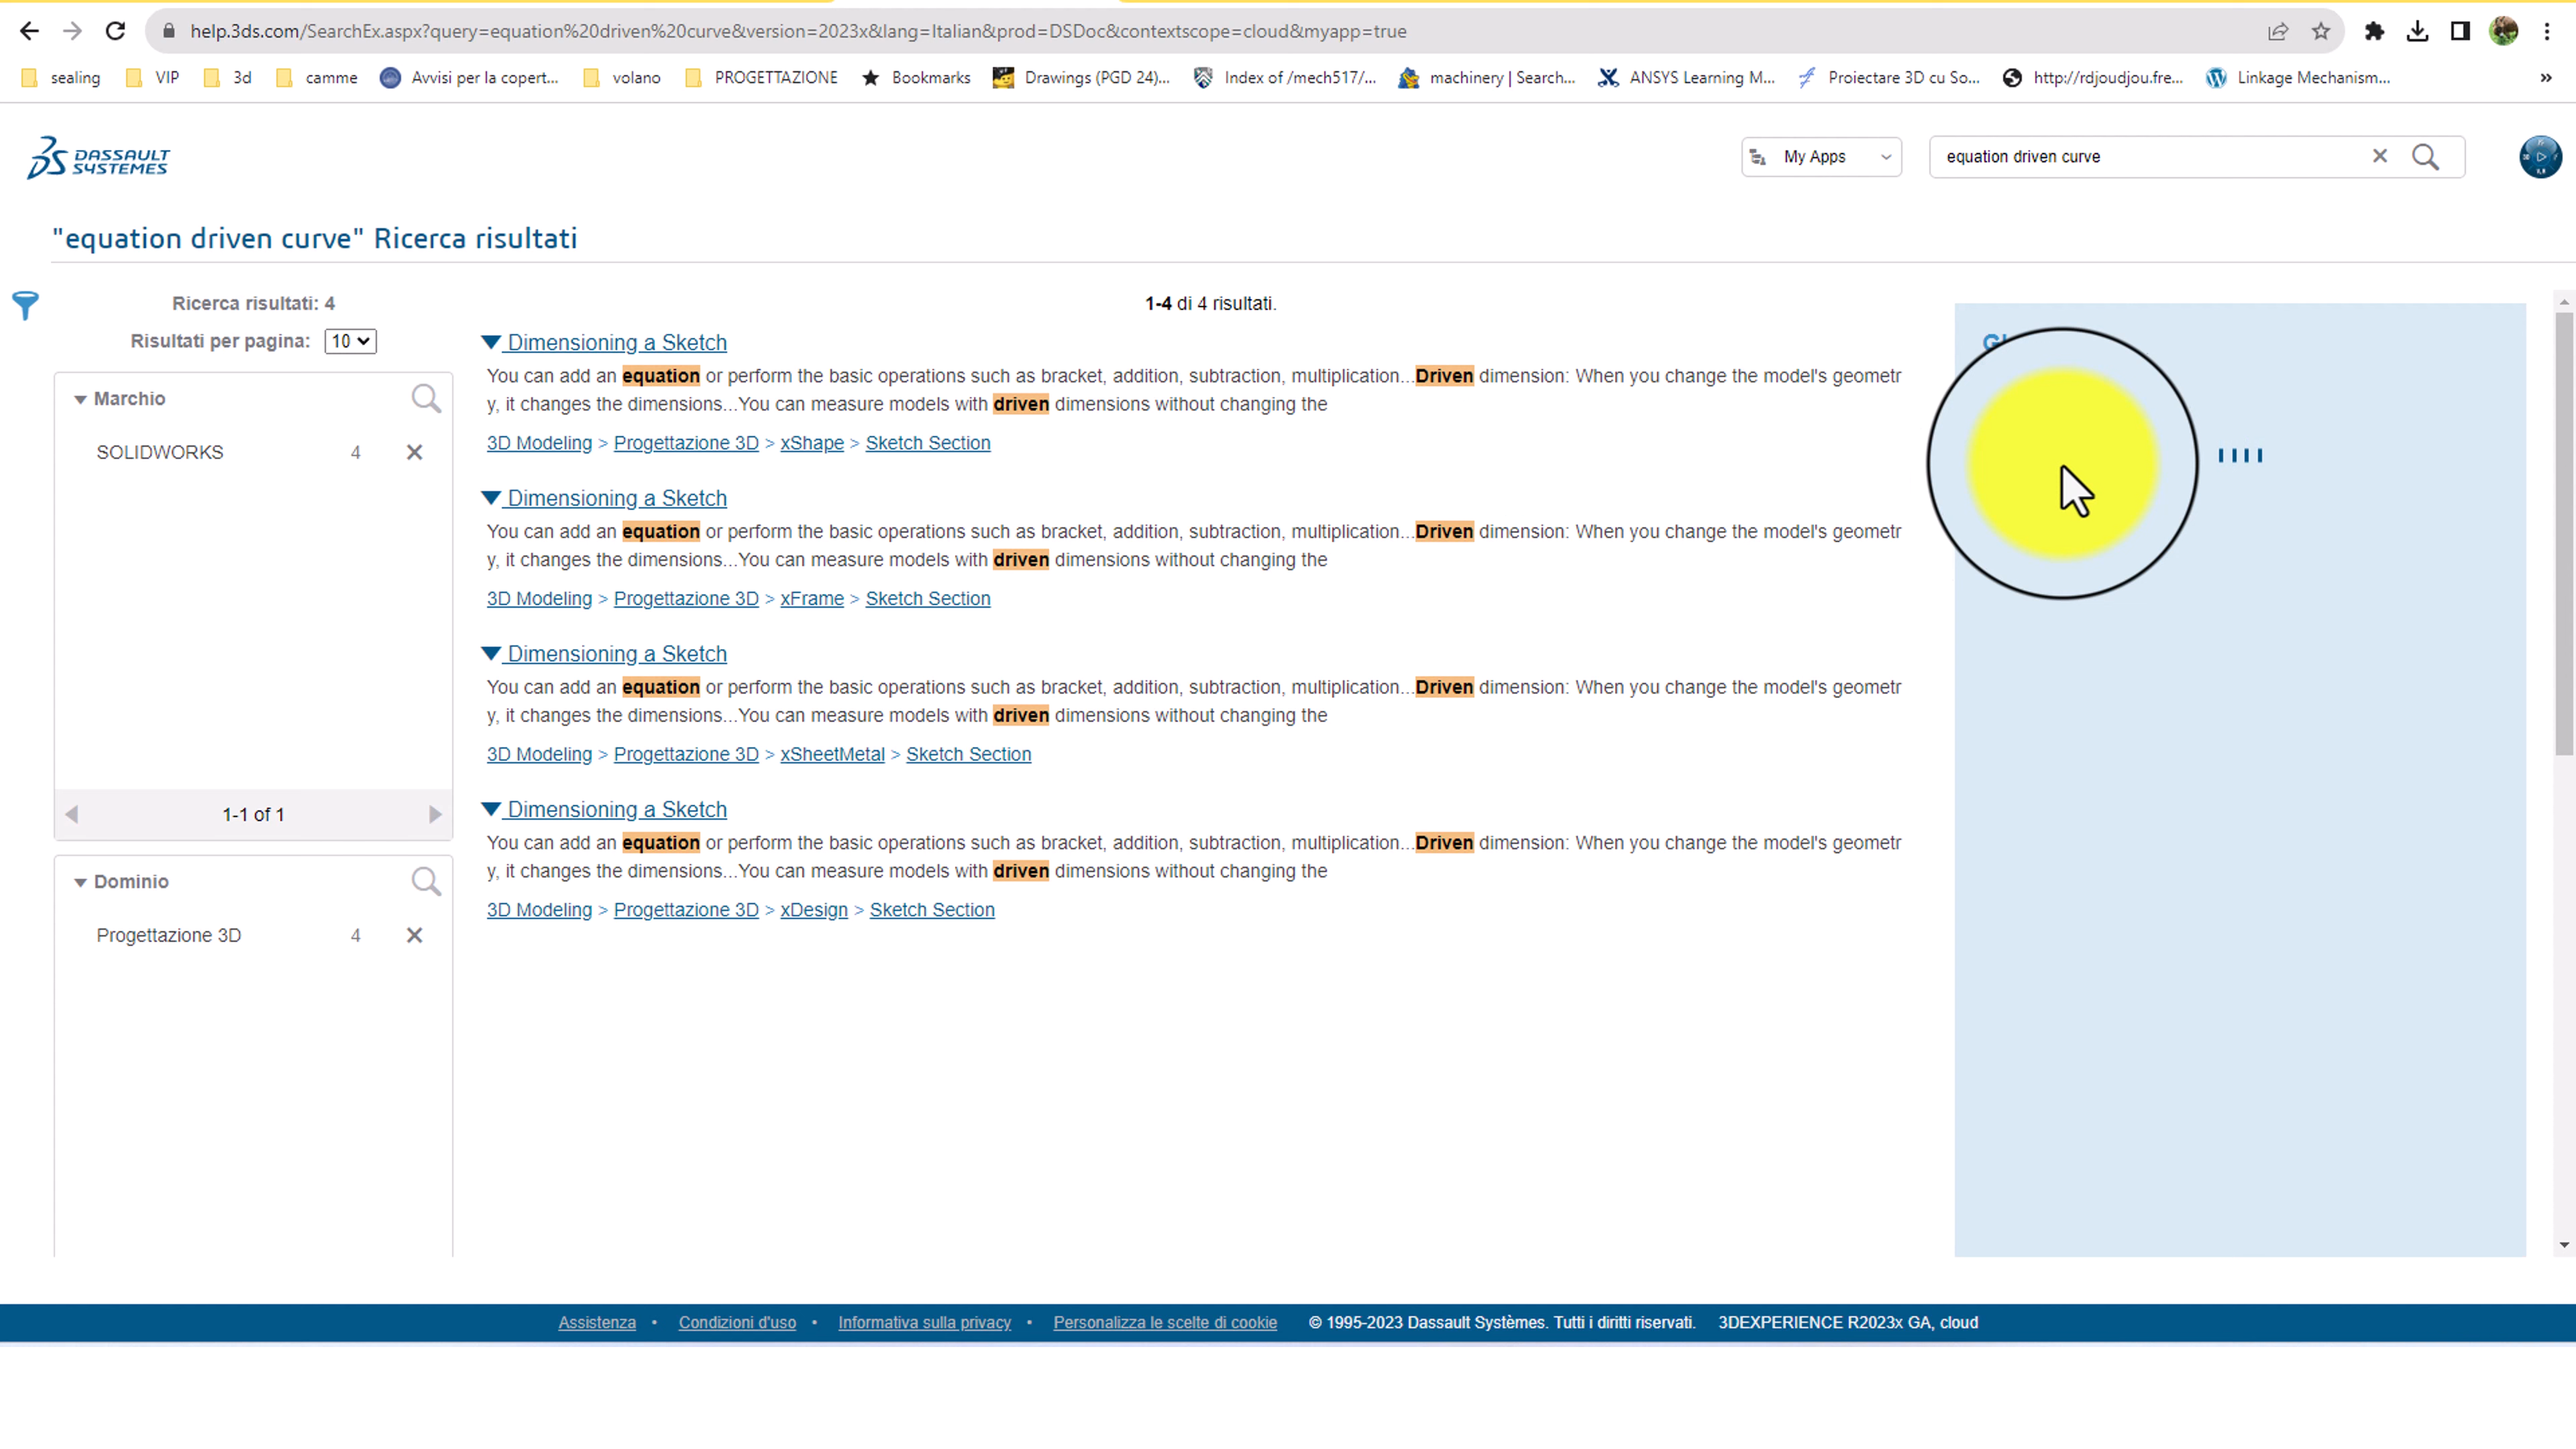 help.3ds.com/SearchEx.aspx?query=equation%20driven%20curve&version=2023x&lang=Italian&prod=DSDoc&contextscope=cloud&myapp=true
sealing VIP 3d camme Avvisi per la copert... volano PROGETTAZIONE Bookmarks Drawings (PGD 24)... Index of /mech517/... machinery | Search... ANSYS Learning M... Proiectare 3D cu So... http://rdjoudjou.fre... Linkage Mechanism... »
DASSAULT
SYSTEMES
My Apps
equation driven curve
"equation driven curve" Ricerca risultati
Ricerca risultati: 4
Risultati per pagina: 10
1-4 di 4 risultati.
Marchio
SOLIDWORKS 4
1-1 of 1
Dominio
Progettazione 3D 4
Dimensioning a Sketch
You can add an equation or perform the basic operations such as bracket, addition, subtraction, multiplication...Driven dimension: When you change the model's geometr
y, it changes the dimensions...You can measure models with driven dimensions without changing the
3D Modeling > Progettazione 3D > xShape > Sketch Section
Dimensioning a Sketch
You can add an equation or perform the basic operations such as bracket, addition, subtraction, multiplication...Driven dimension: When you change the model's geometr
y, it changes the dimensions...You can measure models with driven dimensions without changing the
3D Modeling > Progettazione 3D > xFrame > Sketch Section
Dimensioning a Sketch
You can add an equation or perform the basic operations such as bracket, addition, subtraction, multiplication...Driven dimension: When you change the model's geometr
y, it changes the dimensions...You can measure models with driven dimensions without changing the
3D Modeling > Progettazione 3D > xSheetMetal > Sketch Section
Dimensioning a Sketch
You can add an equation or perform the basic operations such as bracket, addition, subtraction, multiplication...Driven dimension: When you change the model's geometr
y, it changes the dimensions...You can measure models with driven dimensions without changing the
3D Modeling > Progettazione 3D > xDesign > Sketch Section
Assistenza • Condizioni d'uso • Informativa sulla privacy • Personalizza le scelte di cookie © 1995-2023 Dassault Systèmes. Tutti i diritti riservati. 3DEXPERIENCE R2023x GA, cloud